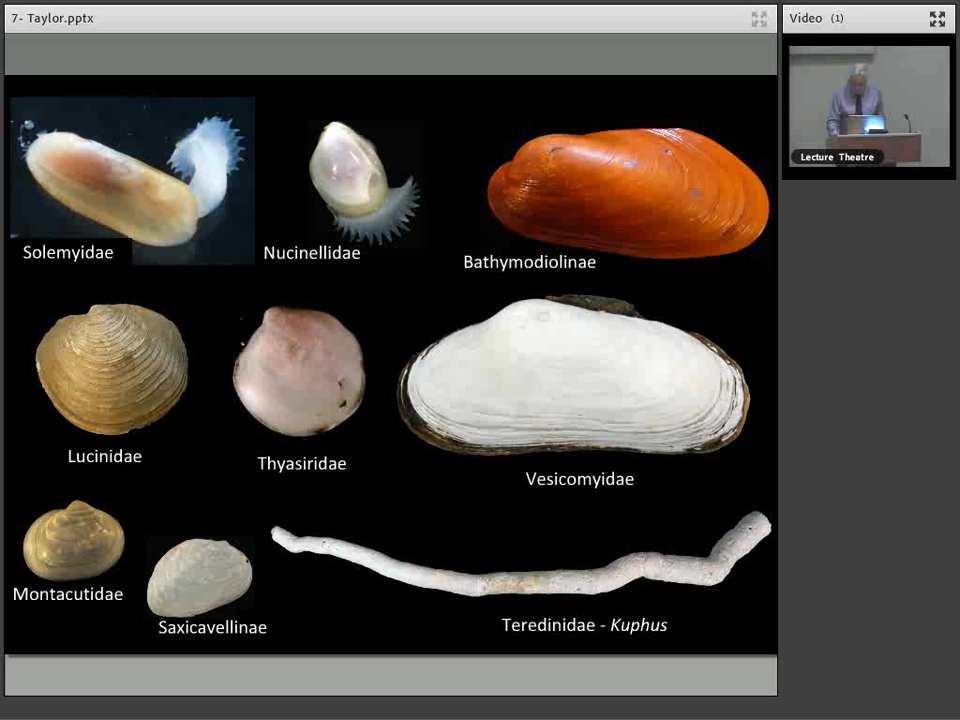 7- Taylor.pptx
Video (1)
Lecture Theatre
Solemyidae
Nucinellidae
Bathymodiolinae
Lucinidae
Thyasiridae
Vesicomyidae
Montacutidae
Saxicavellinae
Teredinidae - Kuphus